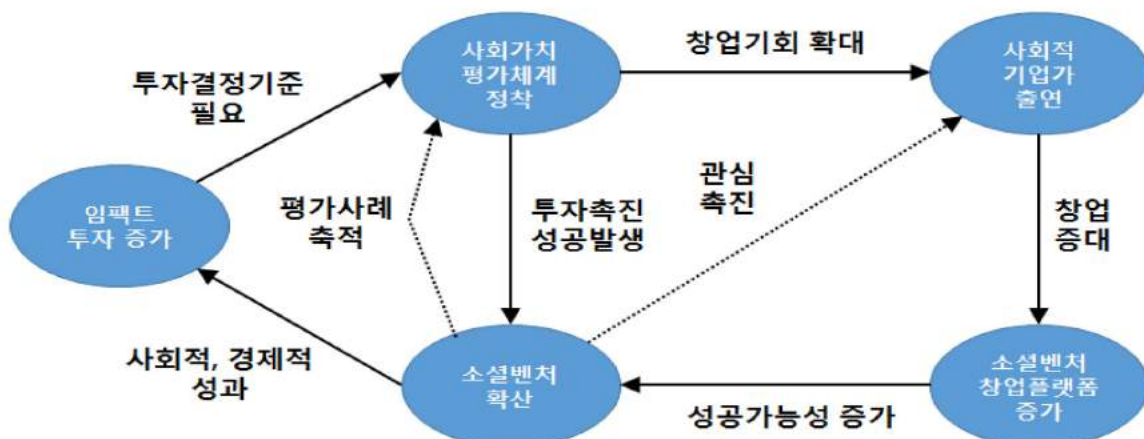 사회가치
평가체계
정착
창업기회 확대
사회적
기업가
출연
투자결정기준
필요
임팩트
투자 증가
평가사례
축적
투자촉진
성공발생
관심
촉진
창업
증대
사회적, 경제적
성과
소셜벤처
확산
성공가능성 증가
소셜벤처
창업플랫폼
증가